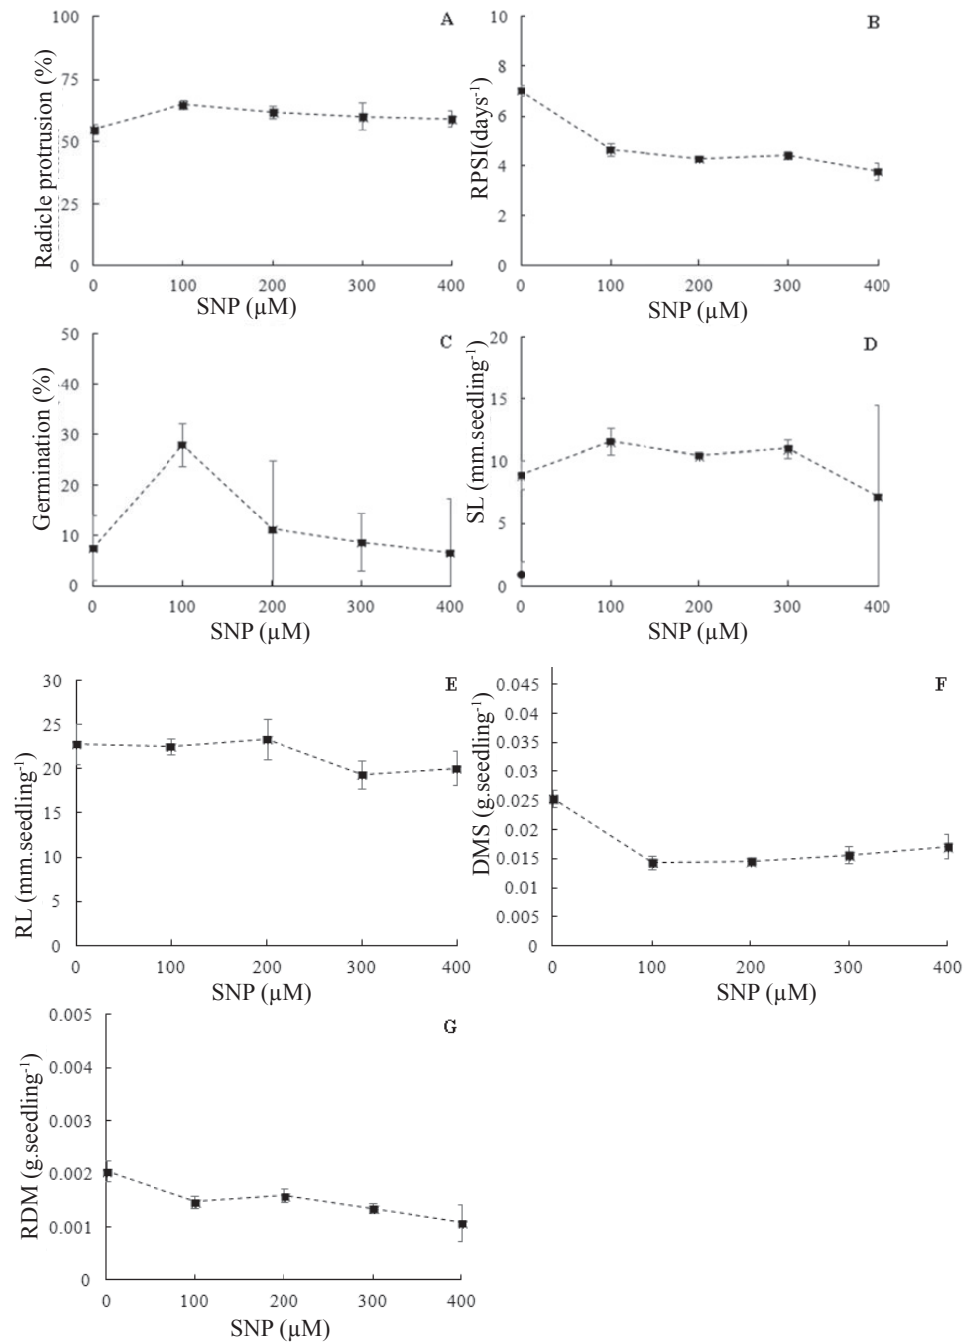 A
100
75
50
25
0
Radicle protrusion (%)
0 100 200 300 400
SNP (µM)
B
10
8
6
4
2
0
RPSI(days-1)
0 100 200 300 400
SNP (µM)
C
50
40
30
20
10
0
Germination (%)
0 100 200 300 400
SNP (µM)
D
20
15
10
5
0
SL (mm.seedling-1)
0 100 200 300 400
SNP (µM)
E
30
25
20
15
10
5
0
RL (mm.seedling-1)
0 100 200 300 400
SNP (µM)
F
0.045
0.04
0.035
0.03
0.025
0.02
0.015
0.01
0.005
0
DMS (g.seedling-1)
0 100 200 300 400
SNP (µM)
G
0.005
0.004
0.003
0.002
0.001
0
RDM (g.seedling-1)
0 100 200 300 400
SNP (µM)